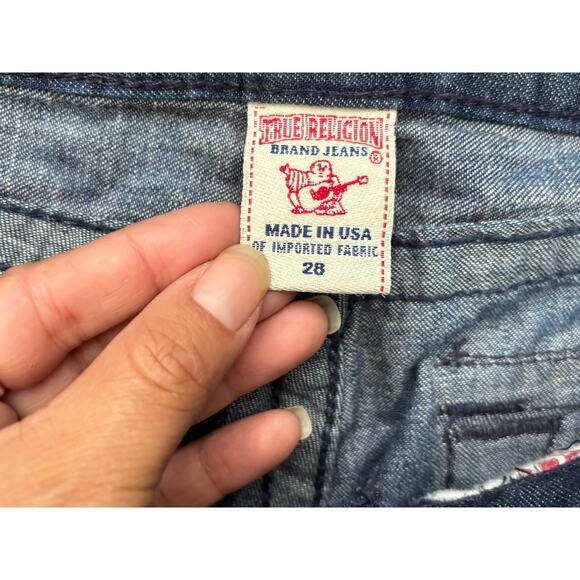 TRUE RELIGION
BRAND JEANS ®
MADE IN USA
OF IMPORTED FABRIC
28